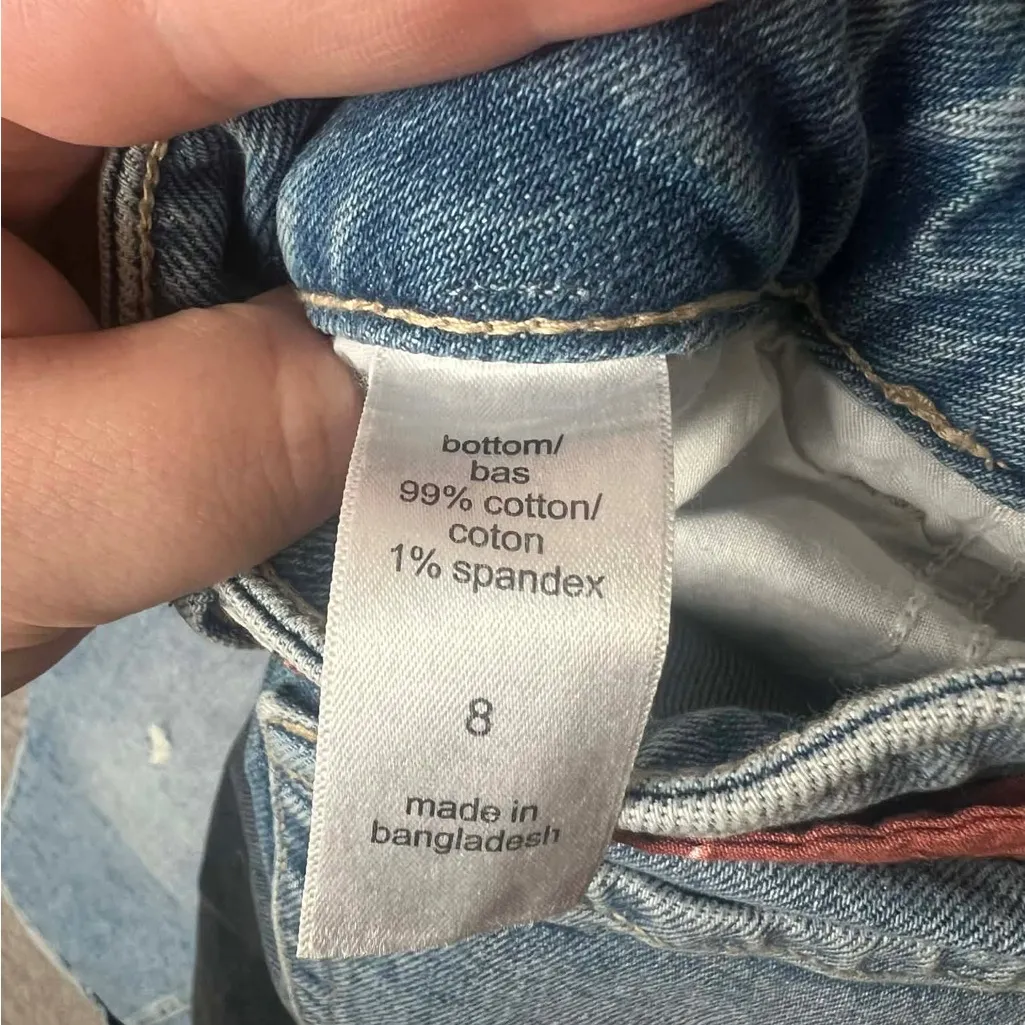 bottom/
bas
99% cotton/
coton
1% spandex
8
made in
bangladesh